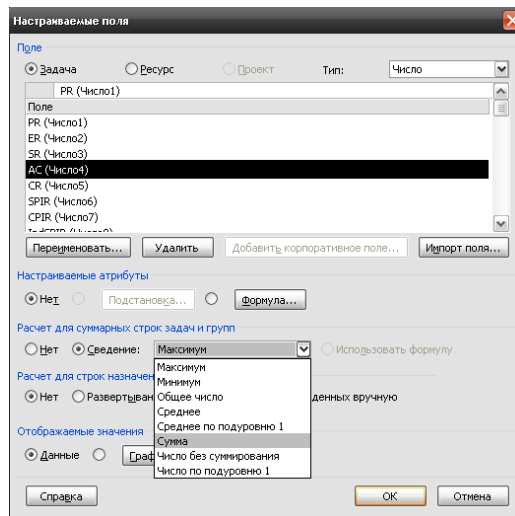 Настраиваемые поля
Поле
Задача Ресурс Проект Тип: Число
PR (Число1)
Поле
PR (Число1)
ER (Число2)
SR (Число3)
AC (Число4)
CR (Число5)
SPIR (Число6)
CPIR (Число7)
Переименовать... Удалить Добавить корпоративное поле... Импорт поля...
Настраиваемые атрибуты
Нет Подстановка... Формула...
Расчет для суммарных строк задач и групп
Нет Сведение: Максимум Использовать формулу
Максимум
Расчет для строк назначен
Минимум
Нет Развертыван Общее число денных вручную
Среднее
Среднее по подуровню 1
Отображаемые значения
Сумма
Данные Граф Число без суммирования
Число по подуровню 1
Справка ОК Отмена